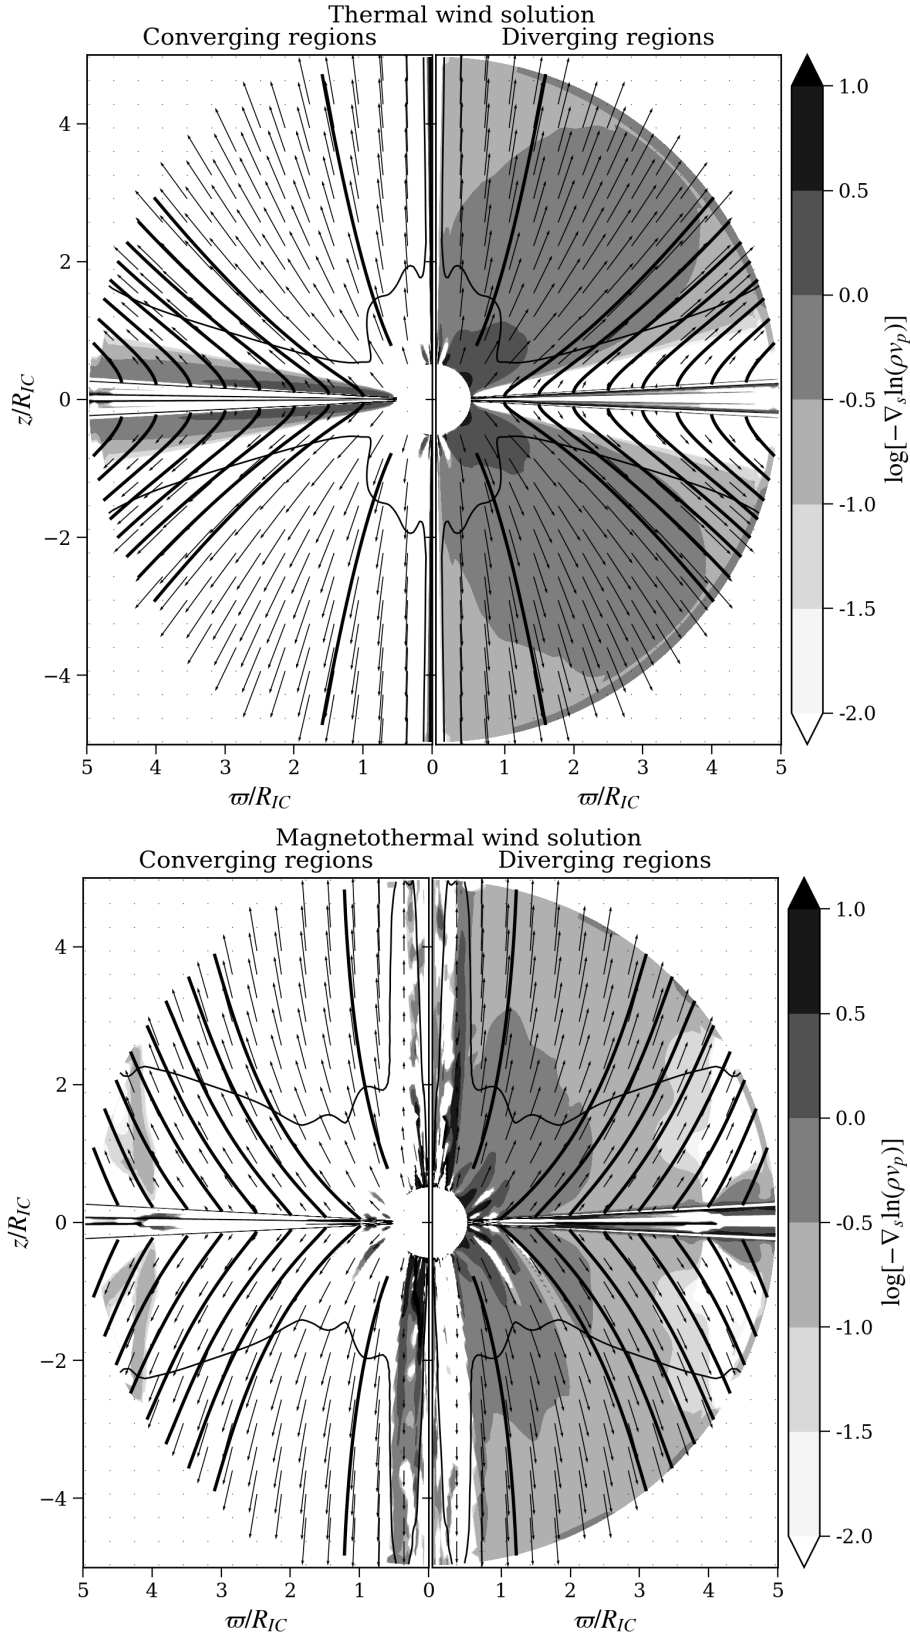 Thermal wind solution
Converging regions Diverging regions
4
2
0
−2
−4
z/R_IC
5 4 3 2 1 0 1 2 3 4 5
ϖ/R_IC ϖ/R_IC
1.0
0.5
0.0
-0.5
-1.0
-1.5
-2.0
log[−∇_s ln(ρv_p)]
Magnetothermal wind solution
Converging regions Diverging regions
4
2
0
−2
−4
z/R_IC
5 4 3 2 1 0 1 2 3 4 5
ϖ/R_IC ϖ/R_IC
1.0
0.5
0.0
-0.5
-1.0
-1.5
-2.0
log[−∇_s ln(ρv_p)]